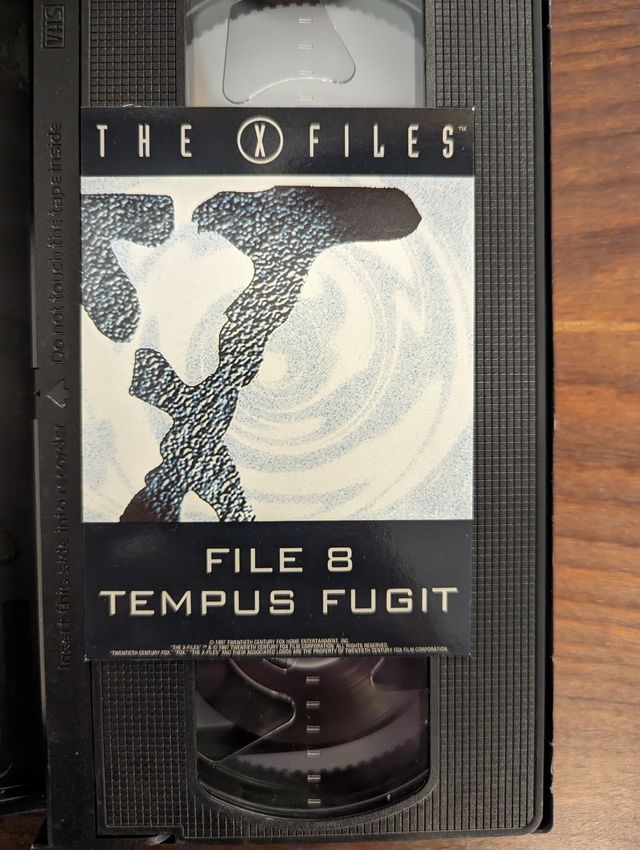 VHS
Do not touch the tape inside
Insert this side into recorder
THE X FILES™
FILE 8
TEMPUS FUGIT
© 1997 TWENTIETH CENTURY FOX HOME ENTERTAINMENT, INC.
"THE X-FILES" ™ & © 1997 TWENTIETH CENTURY FOX FILM CORPORATION. ALL RIGHTS RESERVED.
"TWENTIETH CENTURY FOX," "FOX," "THE X-FILES" AND THEIR ASSOCIATED LOGOS ARE THE PROPERTY OF TWENTIETH CENTURY FOX FILM CORPORATION.